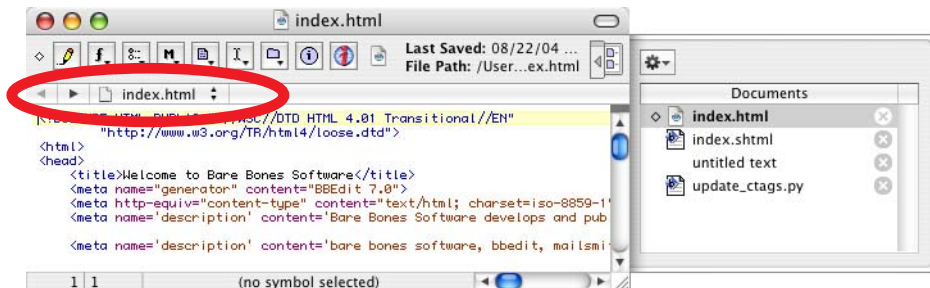 index.html
Last Saved: 08/22/04 ...
File Path: /User...ex.html
index.html
DTD HTML 4.01 Transitional//EN"
"http://www.w3.org/TR/html4/loose.dtd">
<html>
<head>
<title>Welcome to Bare Bones Software</title>
<meta name="generator" content="BBEdit 7.0">
<meta http-equiv="content-type" content="text/html; charset=iso-8859-1"
<meta name='description' content='Bare Bones Software develops and pub
<meta name='description' content='bare bones software, bbedit, mailsmi
1 1 (no symbol selected)
Documents
index.html
index.shtml
untitled text
update_ctags.py